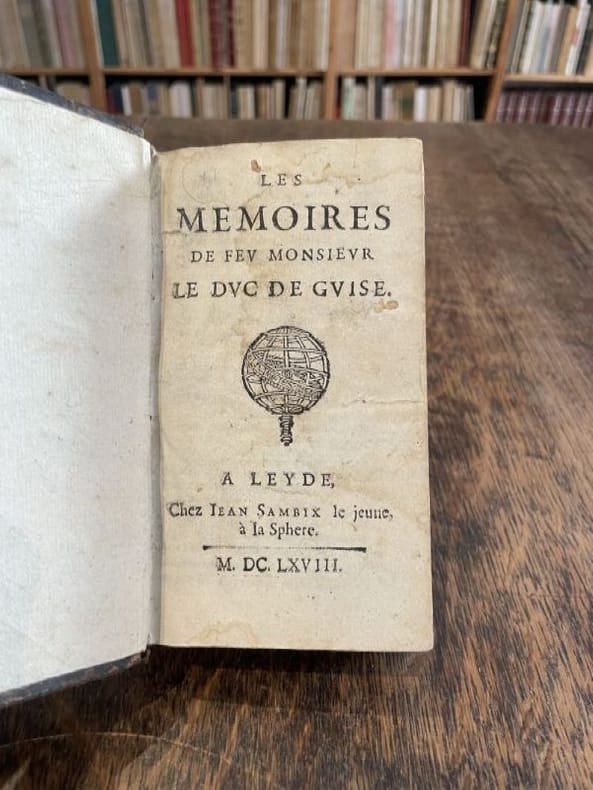 LES
MEMOIRES
DE FEV MONSIEVR
LE DVC DE GVISE.
A LEYDE,
Chez IEAN SAMBIX le jeune,
à la Sphere.
M. DC. LXVIII.